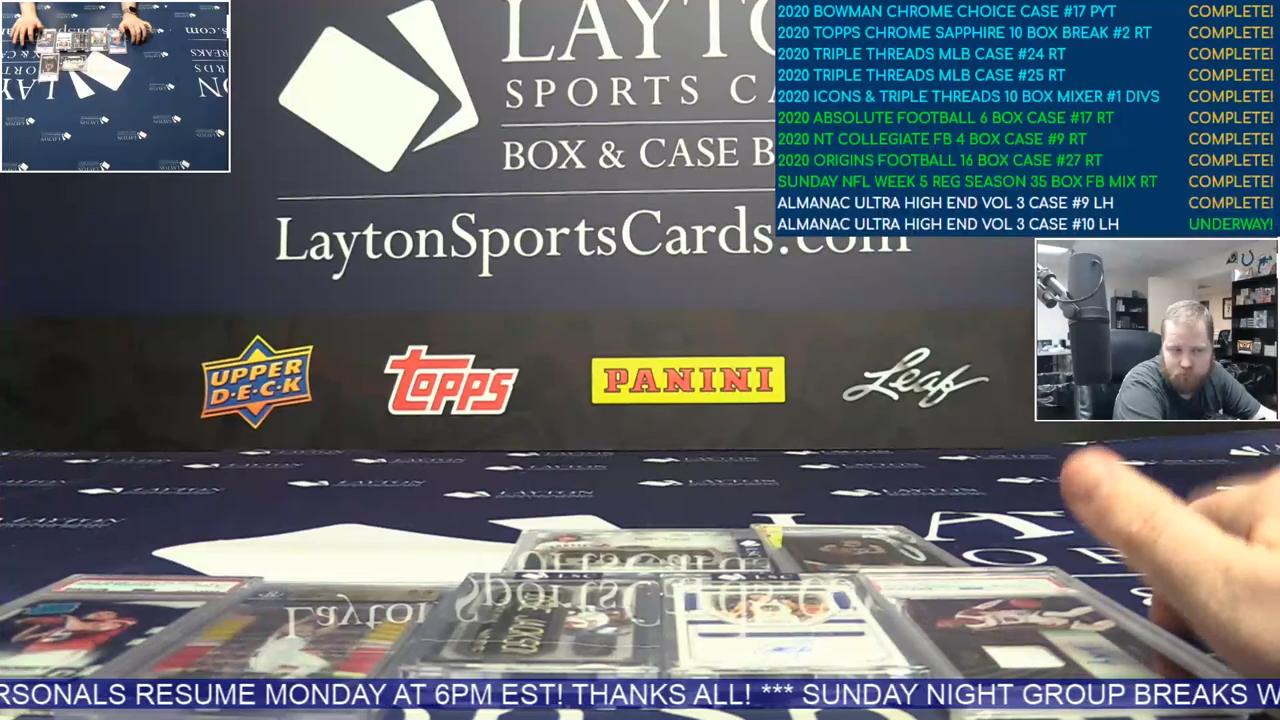 2020 BOWMAN CHROME CHOICE CASE #17 PYT COMPLETE!
2020 TOPPS CHROME SAPPHIRE 10 BOX BREAK #2 RT COMPLETE!
2020 TRIPLE THREADS MLB CASE #24 RT COMPLETE!
2020 TRIPLE THREADS MLB CASE #25 RT COMPLETE!
2020 ICONS & TRIPLE THREADS 10 BOX MIXER #1 DIVS COMPLETE!
2020 ABSOLUTE FOOTBALL 6 BOX CASE #17 RT COMPLETE!
2020 NT COLLEGIATE FB 4 BOX CASE #9 RT COMPLETE!
2020 ORIGINS FOOTBALL 16 BOX CASE #27 RT COMPLETE!
SUNDAY NFL WEEK 5 REG SEASON 35 BOX FB MIX RT COMPLETE!
ALMANAC ULTRA HIGH END VOL 3 CASE #9 LH COMPLETE!
ALMANAC ULTRA HIGH END VOL 3 CASE #10 LH UNDERWAY!
LAYTO
SPORTS CA
BOX & CASE B
LaytonSportsCards.com
UPPER DECK
TOPPS
PANINI
Leaf
RSONALS RESUME MONDAY AT 6PM EST! THANKS ALL! *** SUNDAY NIGHT GROUP BREAKS W